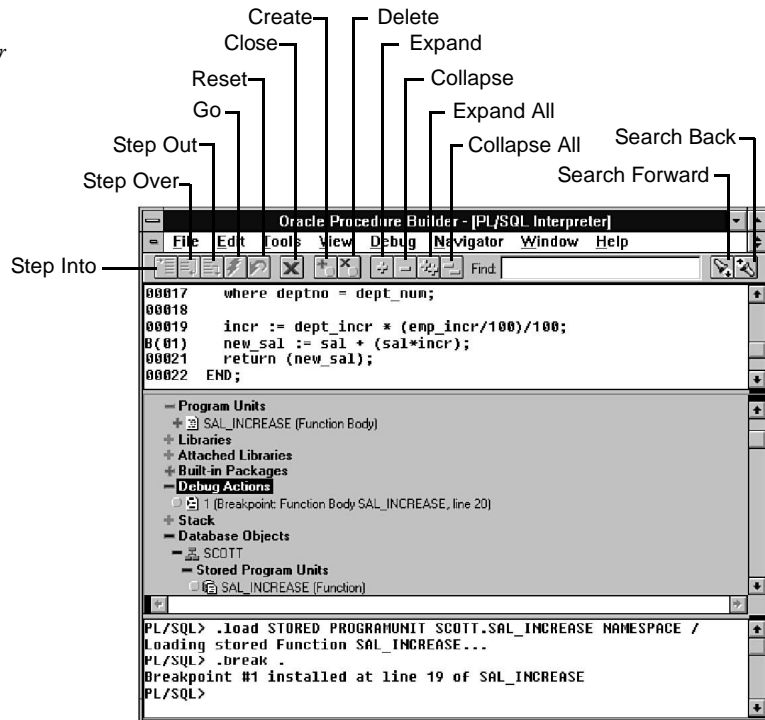 Create
Delete
Close
Expand
r
Reset
Collapse
Go
Expand All
Step Out
Collapse All
Search Back
Step Over
Search Forward
Oracle Procedure Builder - [PL/SQL Interpreter]
File Edit Tools View Debug Navigator Window Help
Step Into
Find:
00017 where deptno = dept_num;
00018
00019 incr := dept_incr * (emp_incr/100)/100;
B(01) new_sal := sal + (sal*incr);
00021 return (new_sal);
00022 END;
Program Units
SAL_INCREASE (Function Body)
Libraries
Attached Libraries
Built-in Packages
Debug Actions
1 (Breakpoint: Function Body SAL_INCREASE, line 20)
Stack
Database Objects
SCOTT
Stored Program Units
SAL_INCREASE (Function)
PL/SQL> .load STORED PROGRAMUNIT SCOTT.SAL_INCREASE NAMESPACE /
Loading stored Function SAL_INCREASE...
PL/SQL> .break .
Breakpoint #1 installed at line 19 of SAL_INCREASE
PL/SQL>